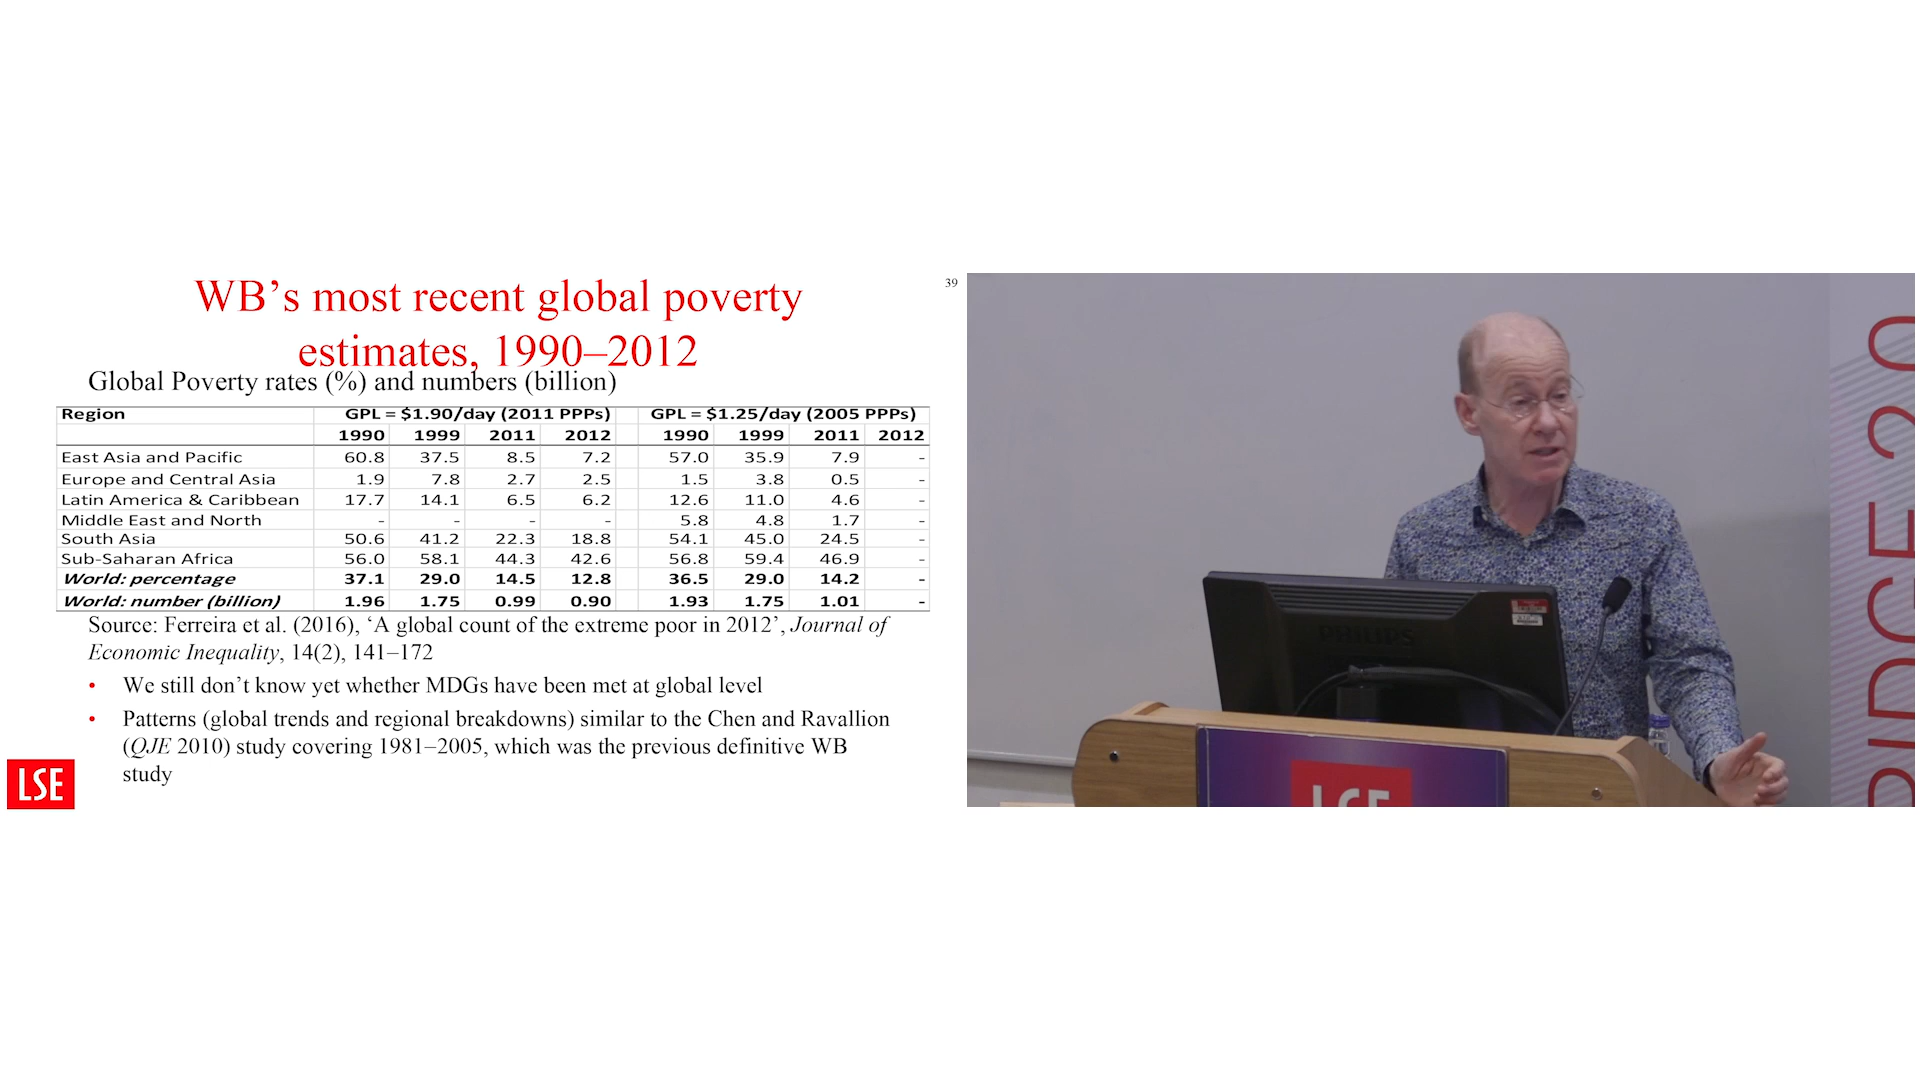 WB’s most recent global poverty
estimates, 1990–2012
39
Global Poverty rates (%) and numbers (billion)
Region GPL = $1.90/day (2011 PPPs) GPL = $1.25/day (2005 PPPs)
1990 1999 2011 2012 1990 1999 2011 2012
East Asia and Pacific 60.8 37.5 8.5 7.2 57.0 35.9 7.9 -
Europe and Central Asia 1.9 7.8 2.7 2.5 1.5 3.8 0.5 -
Latin America & Caribbean 17.7 14.1 6.5 6.2 12.6 11.0 4.6 -
Middle East and North - - - - 5.8 4.8 1.7 -
South Asia 50.6 41.2 22.3 18.8 54.1 45.0 24.5 -
Sub-Saharan Africa 56.0 58.1 44.3 42.6 56.8 59.4 46.9 -
World: percentage 37.1 29.0 14.5 12.8 36.5 29.0 14.2 -
World: number (billion) 1.96 1.75 0.99 0.90 1.93 1.75 1.01 -
Source: Ferreira et al. (2016), ‘A global count of the extreme poor in 2012’, Journal of
Economic Inequality, 14(2), 141–172
• We still don’t know yet whether MDGs have been met at global level
• Patterns (global trends and regional breakdowns) similar to the Chen and Ravallion
(QJE 2010) study covering 1981–2005, which was the previous definitive WB
study
LSE
PHILIPS
LSE
RIDGE 2.0